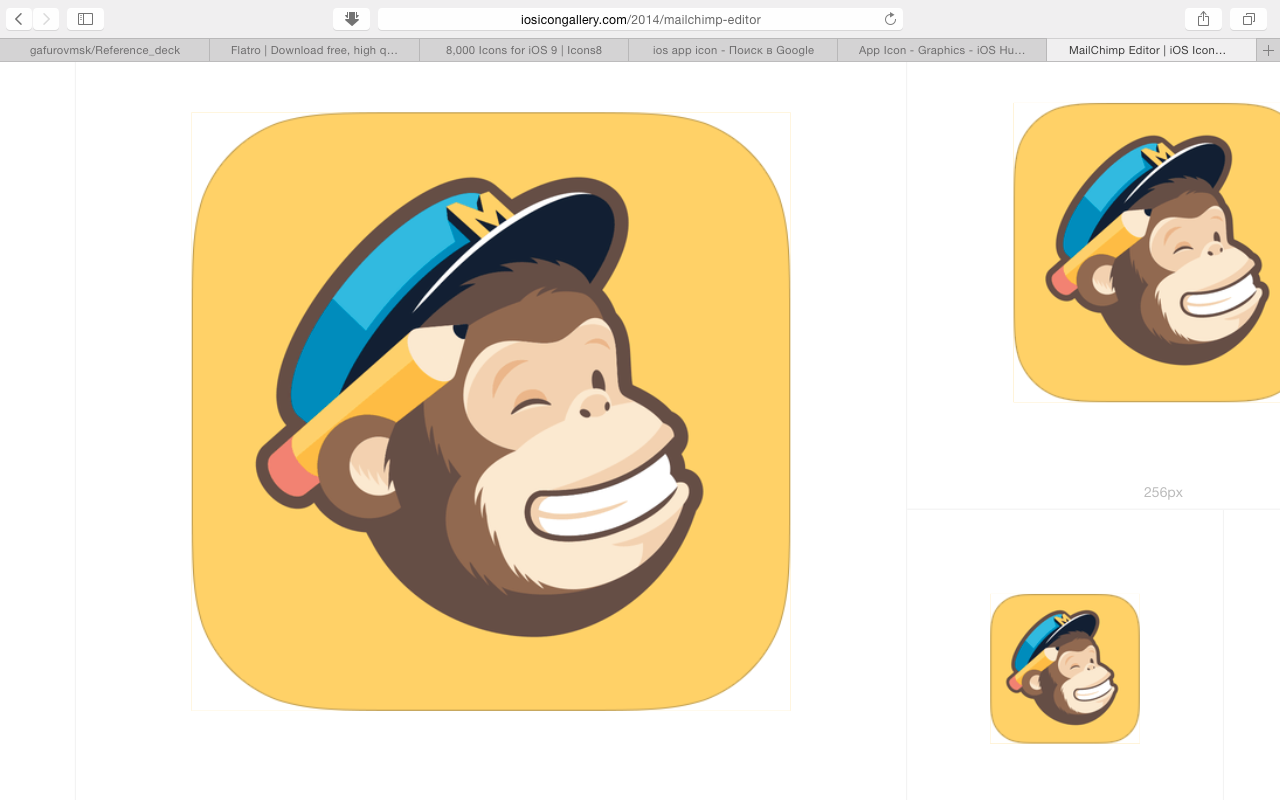 iosicongallery.com/2014/mailchimp-editor
gafurovmsk/Reference_deck
Flatro | Download free, high q…
8,000 Icons for iOS 9 | Icons8
ios app icon - Поиск в Google
App Icon - Graphics - iOS Hu…
MailChimp Editor | iOS Icon…
M
M
256px
M